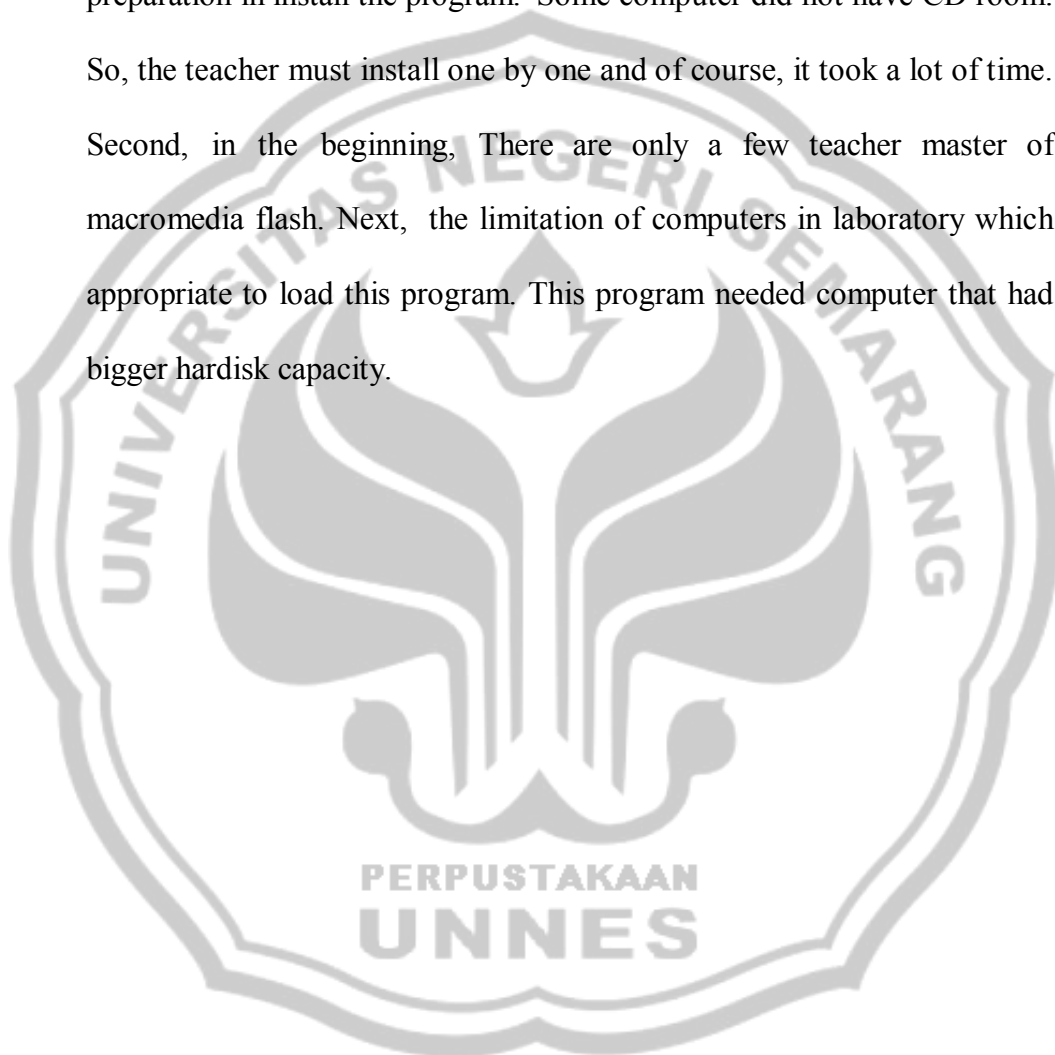 preparation in install the program. Some computer did not have CD room.
So, the teacher must install one by one and of course, it took a lot of time.
Second, in the beginning, There are only a few teacher master of
macromedia flash. Next, the limitation of computers in laboratory which
appropriate to load this program. This program needed computer that had
bigger hardisk capacity.
UNIVERSITAS NEGERI SEMARANG
PERPUSTAKAAN
UNNES